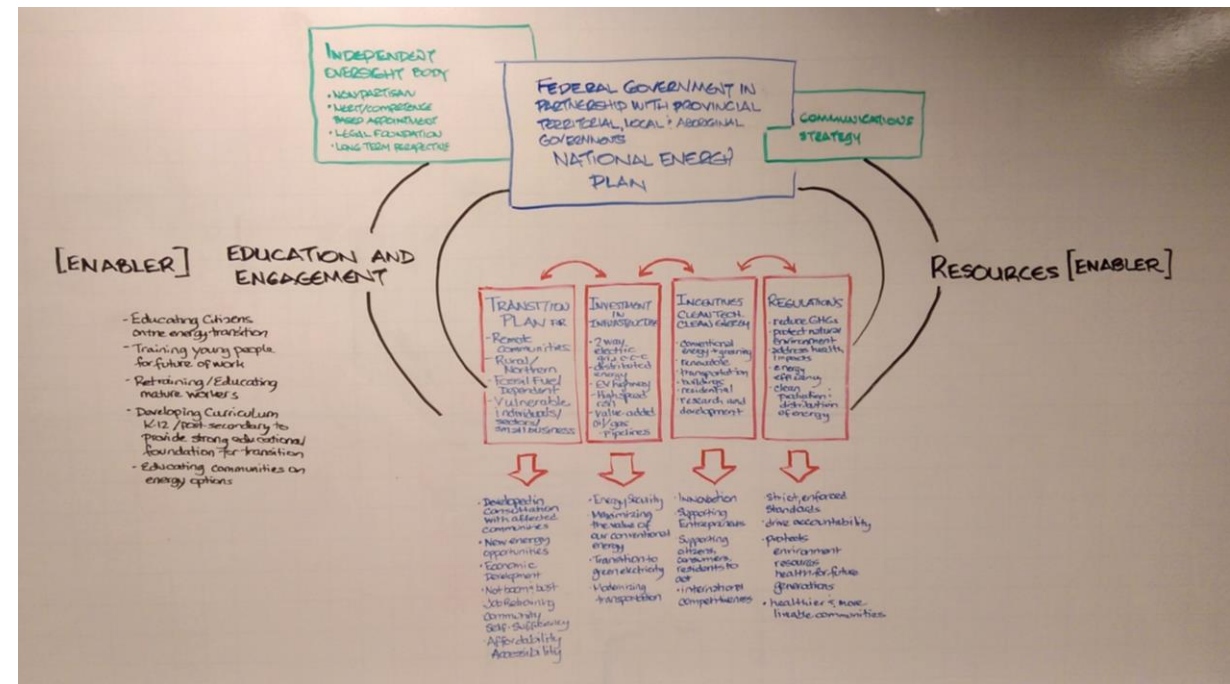 INDEPENDENT
OVERSIGHT BODY
• NON PARTISAN
• MERIT/COMPETENCE
BASED APPOINTMENT
• LEGAL FOUNDATION
• LONG TERM PERSPECTIVE
FEDERAL GOVERNMENT IN
PARTNERSHIP WITH PROVINCIAL
TERRITORIAL, LOCAL & ABORIGINAL
GOVERNMENTS
NATIONAL ENERGY
PLAN
COMMUNICATIONS
STRATEGY
[ENABLER]
EDUCATION AND
ENGAGEMENT
- Educating Citizens
on the energy transition
- Training young people
for future of work
- Retraining/Educating
mature workers
- Developing Curriculum
K-12 / post-secondary to
provide strong educational
foundation for transition
- Educating communities on
energy options
RESOURCES [ENABLER]
TRANSITION
PLAN FOR
- Remote
communities
- Rural/
Northern
- Fossil Fuel
Dependent
- Vulnerable
individuals/
sectors/
small business
INVESTMENT
IN
INFRASTRUCTURE
- 2 way
electric
grid
- distributed
energy
- EV highway
- High speed
rail
- value-added
oil/gas
- pipelines
INCENTIVES
CLEAN TECH
CLEAN ENERGY
• conventional
energy + greening
• renewable
• transportation
• buildings
• residential
• research and
development
REGULATIONS
• reduce GHGs
• protect natural
environment
• address health
impacts
• energy
efficiency
• clean
production &
distribution
of energy
• Developed in
consultation
with affected
communities
• New energy
opportunities
• Economic
Development
• Not boom + bust
Job Retraining
Community
Self-Sufficiency
• Affordability
Accessibility
• Energy Security
• Maximizing
the value of
our conventional
energy
• Transition to
green electricity
• Modernizing
transportation
• Innovation
• Supporting
Entrepreneurs
• Supporting
citizens,
consumers,
residents to
act
• international
competitiveness
strict, enforced
standards
• drive accountability
• protects
environment
resources
health for future
generations
• healthier & more
liveable communities